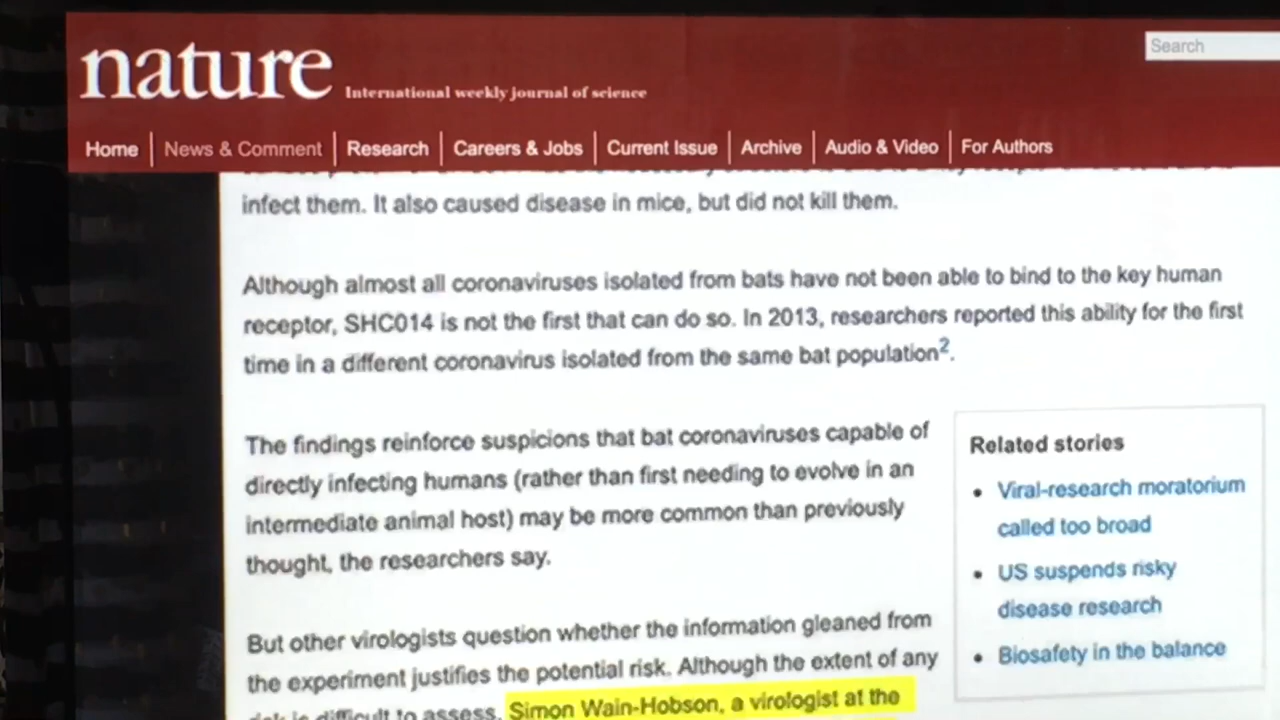 nature International weekly journal of science
Search
Home News & Comment Research Careers & Jobs Current Issue Archive Audio & Video For Authors
infect them. It also caused disease in mice, but did not kill them.
Although almost all coronaviruses isolated from bats have not been able to bind to the key human
receptor, SHC014 is not the first that can do so. In 2013, researchers reported this ability for the first
time in a different coronavirus isolated from the same bat population2.
The findings reinforce suspicions that bat coronaviruses capable of
directly infecting humans (rather than first needing to evolve in an
intermediate animal host) may be more common than previously
thought, the researchers say.
But other virologists question whether the information gleaned from
the experiment justifies the potential risk. Although the extent of any
risk is difficult to assess, Simon Wain-Hobson, a virologist at the
Related stories
• Viral-research moratorium
called too broad
• US suspends risky
disease research
• Biosafety in the balance